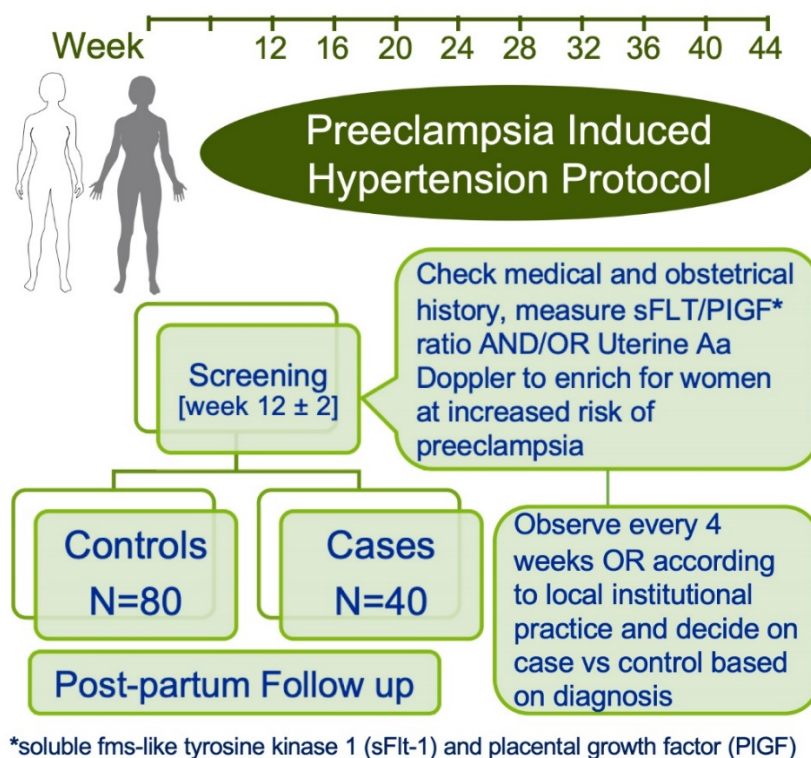 Week 12 16 20 24 28 32 36 40 44
Preeclampsia Induced
Hypertension Protocol
Check medical and obstetrical
history, measure sFLT/PIGF*
ratio AND/OR Uterine Aa
Doppler to enrich for women
at increased risk of
preeclampsia
Screening
[week 12 ± 2]
Controls
N=80
Cases
N=40
Observe every 4
weeks OR according
to local institutional
practice and decide on
case vs control based
on diagnosis
Post-partum Follow up
*soluble fms-like tyrosine kinase 1 (sFlt-1) and placental growth factor (PIGF)